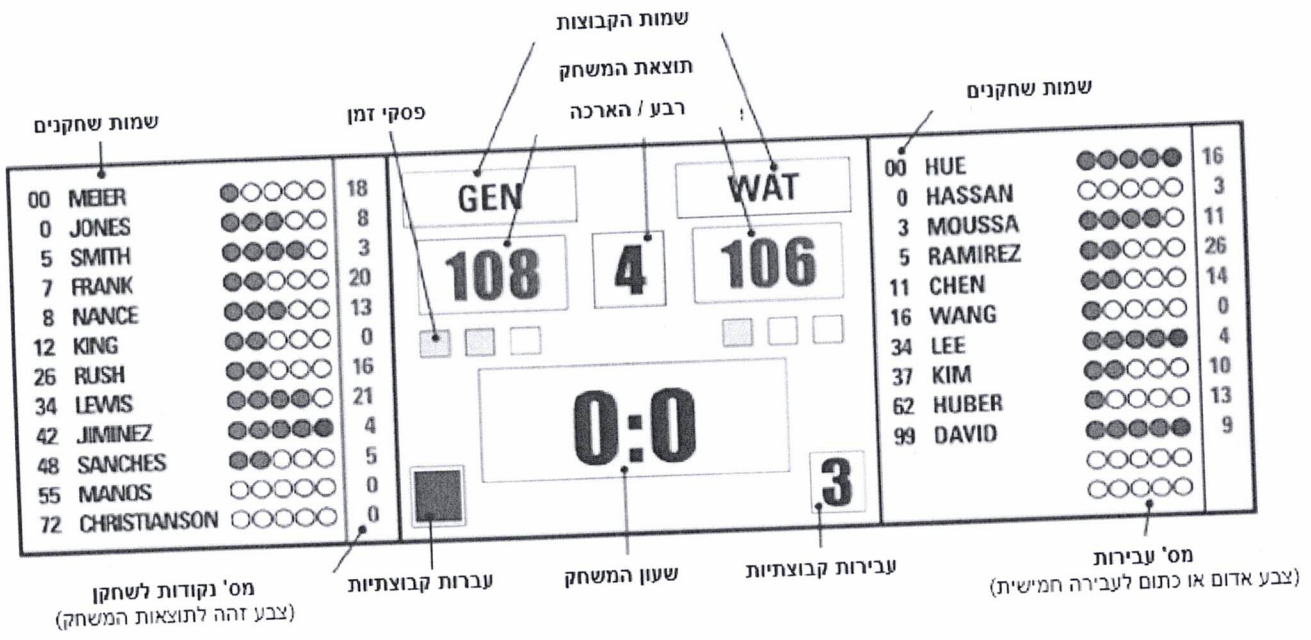 שמות הקבוצות
תוצאת המשחק
רבע / הארכה
פסקי זמן
שמות שחקנים
שמות שחקנים
00 MEIER 18
0 JONES 8
5 SMITH 3
7 FRANK 20
8 NANCE 13
12 KING 0
26 RUSH 16
34 LEWIS 21
42 JIMINEZ 4
48 SANCHES 5
55 MANOS 0
72 CHRISTIANSON 0
GEN
WAT
108
4
106
0:0
3
00 HUE 16
0 HASSAN 3
3 MOUSSA 11
5 RAMIREZ 26
11 CHEN 14
16 WANG 0
34 LEE 4
37 KIM 10
62 HUBER 13
99 DAVID 9
מס' נקודות לשחקן
(צבע זהה לתוצאות המשחק)
עברות קבוצתיות
שעון המשחק
עבירות קבוצתיות
מס' עבירות
(צבע אדום או כתום לעבירה חמישית)